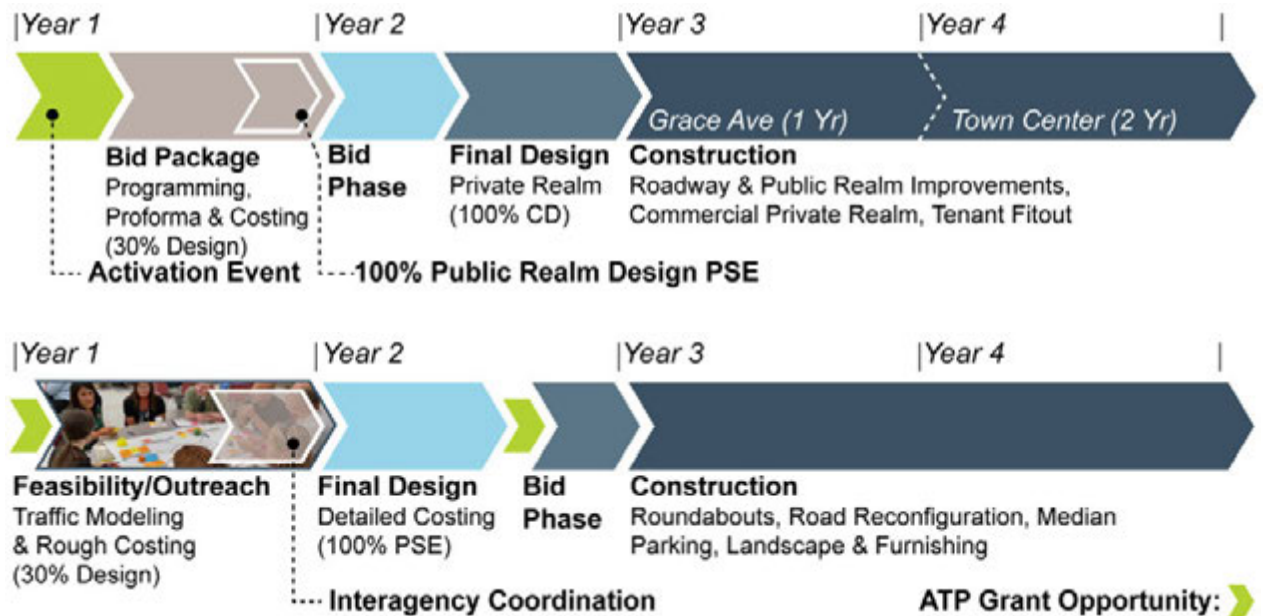 |Year 1 |Year 2 |Year 3 |Year 4 |
Grace Ave (1 Yr) Town Center (2 Yr)
Bid Package
Programming,
Proforma & Costing
(30% Design)
Activation Event
Bid
Phase
Final Design
Private Realm
(100% CD)
Construction
Roadway & Public Realm Improvements,
Commercial Private Realm, Tenant Fitout
100% Public Realm Design PSE
|Year 1 |Year 2 |Year 3 |Year 4 |
Feasibility/Outreach
Traffic Modeling
& Rough Costing
(30% Design)
Final Design
Detailed Costing
(100% PSE)
Bid
Phase
Construction
Roundabouts, Road Reconfiguration, Median
Parking, Landscape & Furnishing
Interagency Coordination
ATP Grant Opportunity: